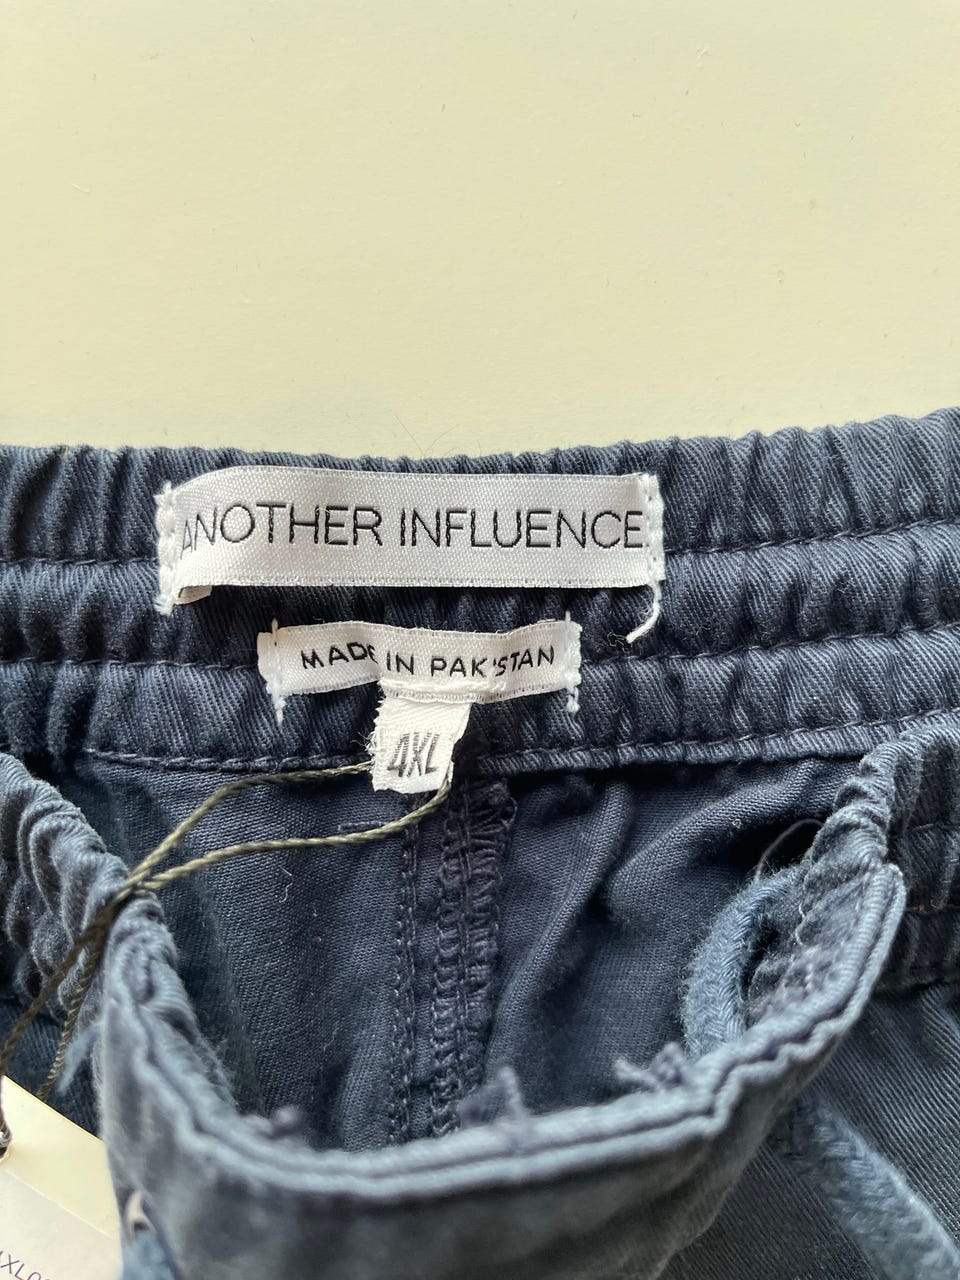 ANOTHER INFLUENCE
MADE IN PAKISTAN
4XL